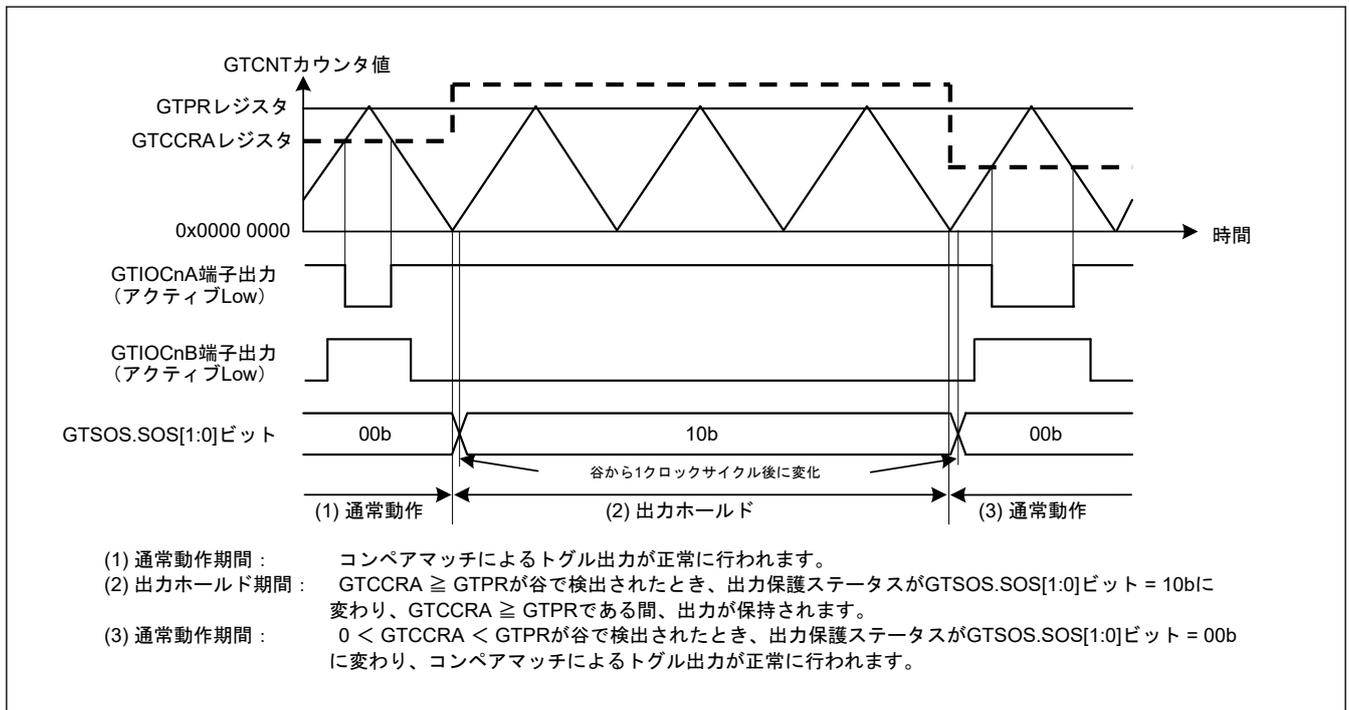 GTCNTカウンタ値
GTPRレジスタ
GTCCRAレジスタ
0x0000 0000
時間
GTIOCnA端子出力
（アクティブLow）
GTIOCnB端子出力
（アクティブLow）
GTSOS.SOS[1:0]ビット
00b
10b
00b
谷から1クロックサイクル後に変化
(1) 通常動作
(2) 出力ホールド
(3) 通常動作
(1) 通常動作期間： コンペアマッチによるトグル出力が正常に行われます。
(2) 出力ホールド期間： GTCCRA ≧ GTPRが谷で検出されたとき、出力保護ステータスがGTSOS.SOS[1:0]ビット = 10bに
変わり、GTCCRA ≧ GTPRである間、出力が保持されます。
(3) 通常動作期間： 0 ＜ GTCCRA ＜ GTPRが谷で検出されたとき、出力保護ステータスがGTSOS.SOS[1:0]ビット = 00b
に変わり、コンペアマッチによるトグル出力が正常に行われます。